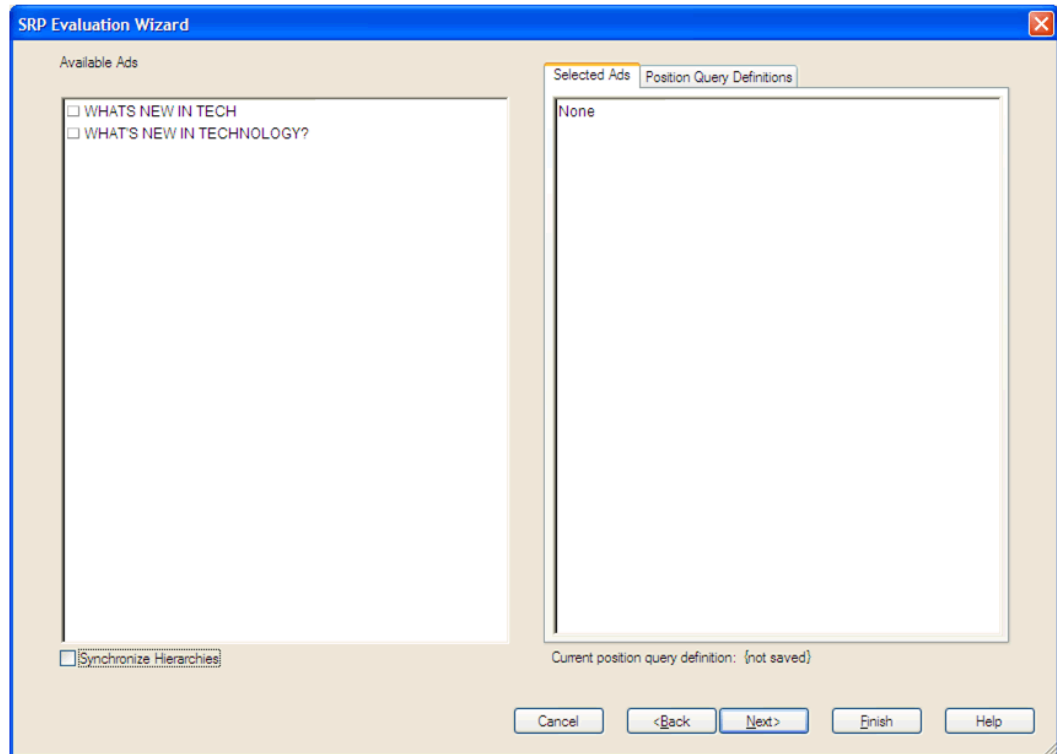 SRP Evaluation Wizard
Available Ads
WHATS NEW IN TECH
WHAT'S NEW IN TECHNOLOGY?
Synchronize Hierarchies
Selected Ads
Position Query Definitions
None
Current position query definition: {not saved}
Cancel
<Back
Next>
Finish
Help